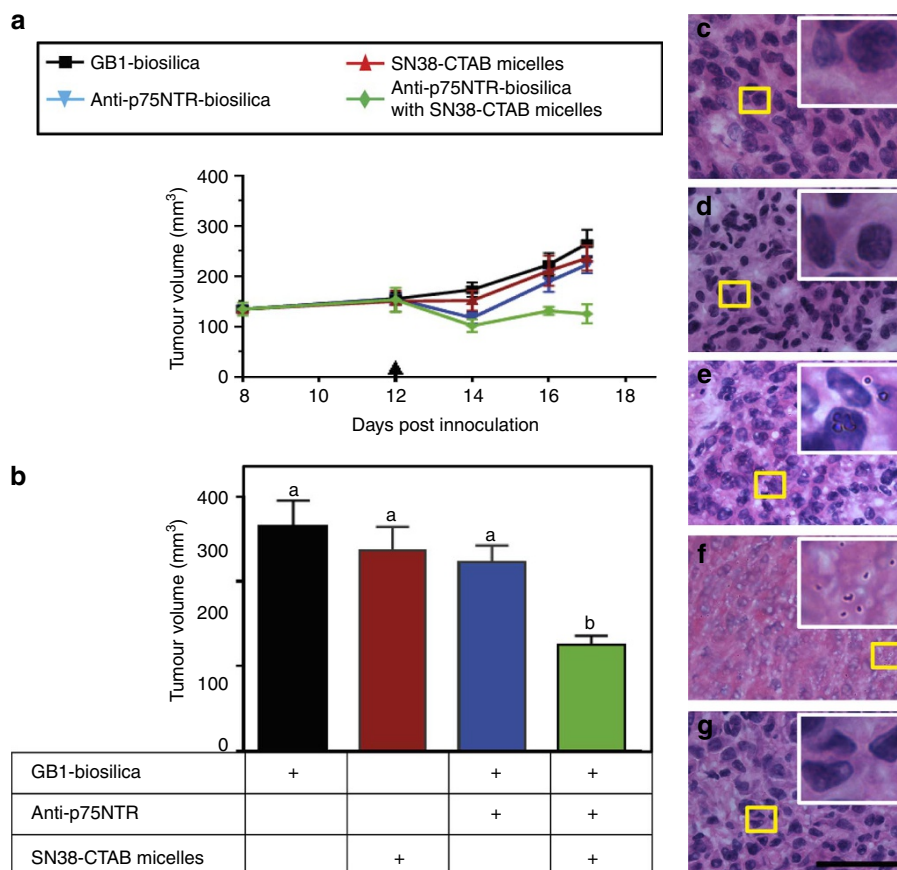 a
GB1-biosilica
SN38-CTAB micelles
Anti-p75NTR-biosilica
Anti-p75NTR-biosilica
with SN38-CTAB micelles
Tumour volume (mm³)
400
300
200
100
0
8
10
12
14
16
18
Days post innoculation
b
Tumour volume (mm³)
400
300
200
100
0
a
a
a
b
GB1-biosilica
+
+
+
Anti-p75NTR
+
+
SN38-CTAB micelles
+
+
c
d
e
f
g